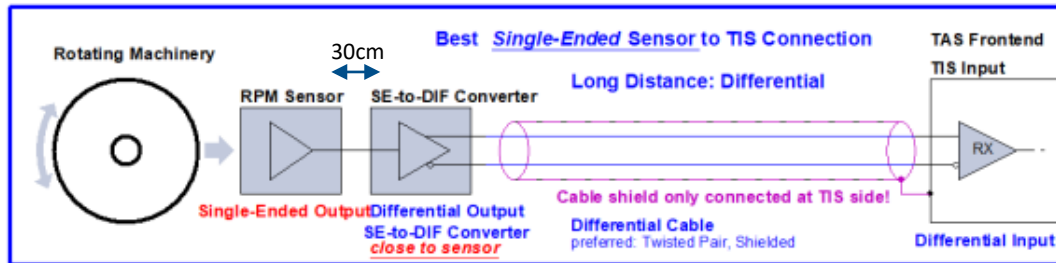 Best Single-Ended Sensor to TIS Connection
TAS Frontend
Rotating Machinery
30cm
TIS Input
Long Distance: Differential
RPM Sensor
SE-to-DIF Converter
RX
Cable shield only connected at TIS side!
Single-Ended Output
Differential Output
SE-to-DIF Converter
close to sensor
Differential Cable
preferred: Twisted Pair, Shielded
Differential Input